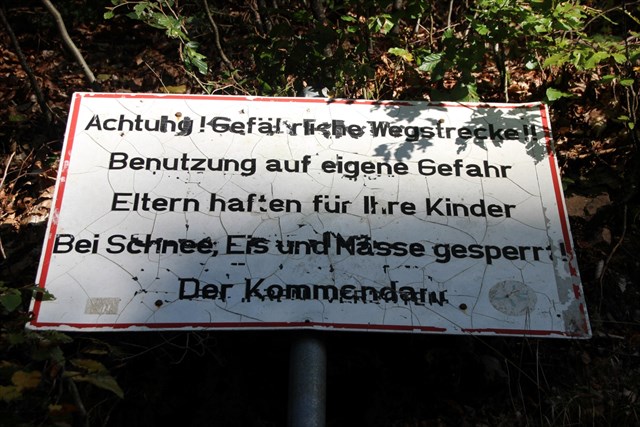 Achtung! Gefährliche Wegstrecke!!
Benutzung auf eigene Gefahr
Eltern haften für Ihre Kinder
Bei Schnee, Eis und Nässe gesperrt!
Der Kommandant